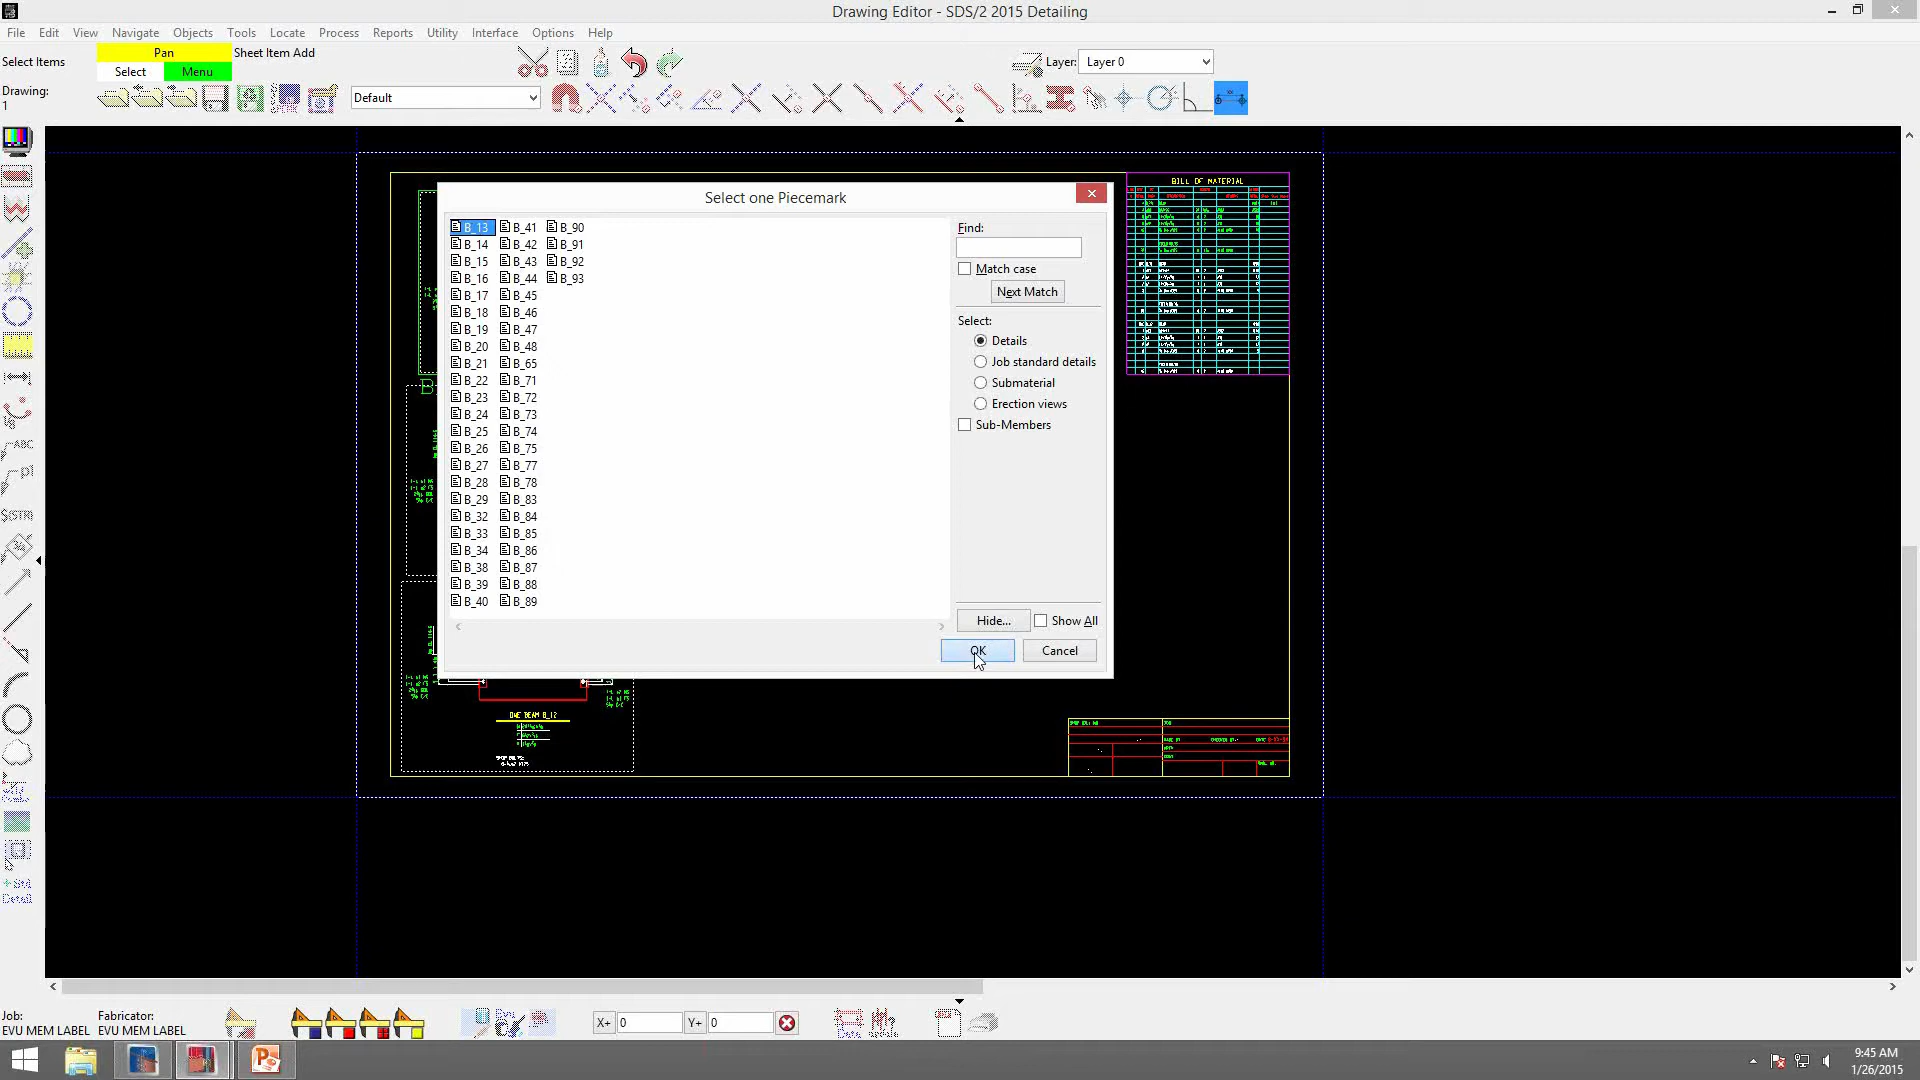 Drawing Editor - SDS/2 2015 Detailing
File Edit View Navigate Objects Tools Locate Process Reports Utility Interface Options Help
Select Items
Pan
Select Menu
Sheet Item Add
Layer: Layer 0
Drawing:
1
Default
BILL OF MATERIAL
Select one Piecemark
B_13 B_41 B_90
B_14 B_42 B_91
B_15 B_43 B_92
B_16 B_44 B_93
B_17 B_45
B_18 B_46
B_19 B_47
B_20 B_48
B_21 B_65
B_22 B_71
B_23 B_72
B_24 B_73
B_25 B_74
B_26 B_75
B_27 B_77
B_28 B_78
B_29 B_83
B_32 B_84
B_33 B_85
B_34 B_86
B_38 B_87
B_39 B_88
B_40 B_89
Find:
Match case
Next Match
Select:
Details
Job standard details
Submaterial
Erection views
Sub-Members
Hide... Show All
OK Cancel
ONE BEAM B_12
ABC
Detail
Job:
EVU MEM LABEL
Fabricator:
EVU MEM LABEL
X+ 0 Y+ 0
9:45 AM
1/26/2015